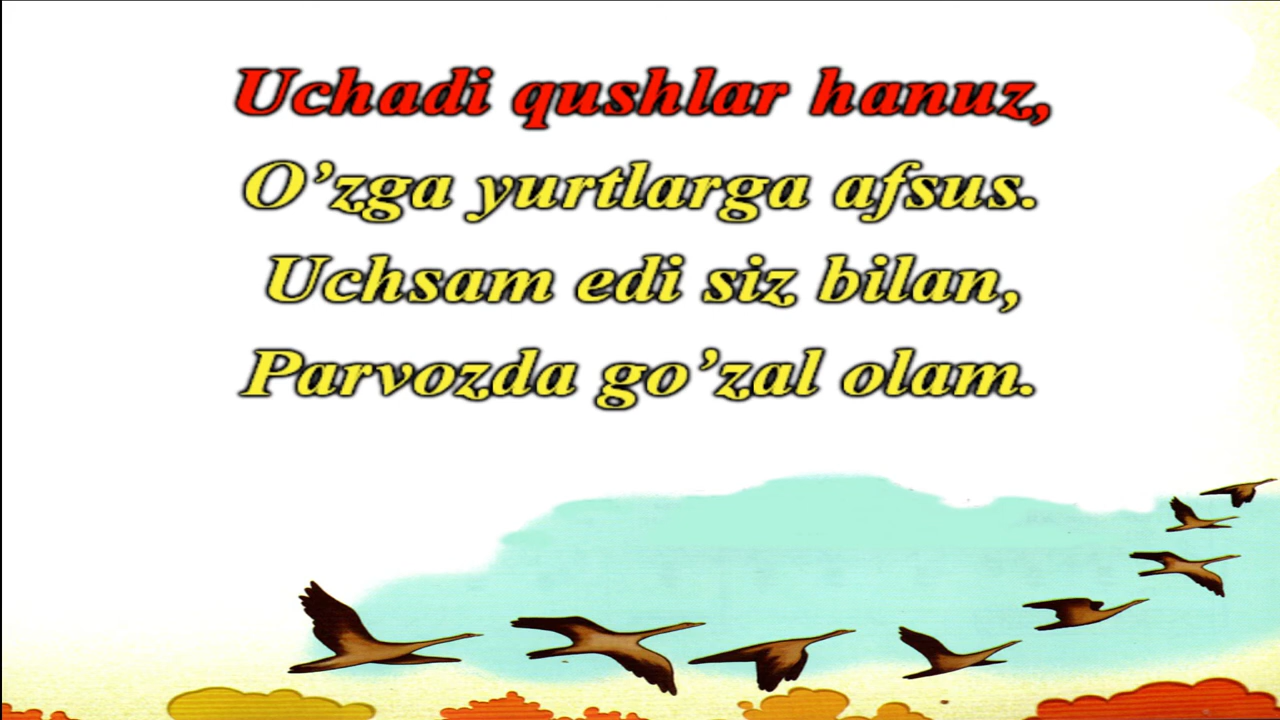 Uchadi qushlar hanuz,
O’zga yurtlarga afsus.
Uchsam edi siz bilan,
Parvozda go’zal olam.